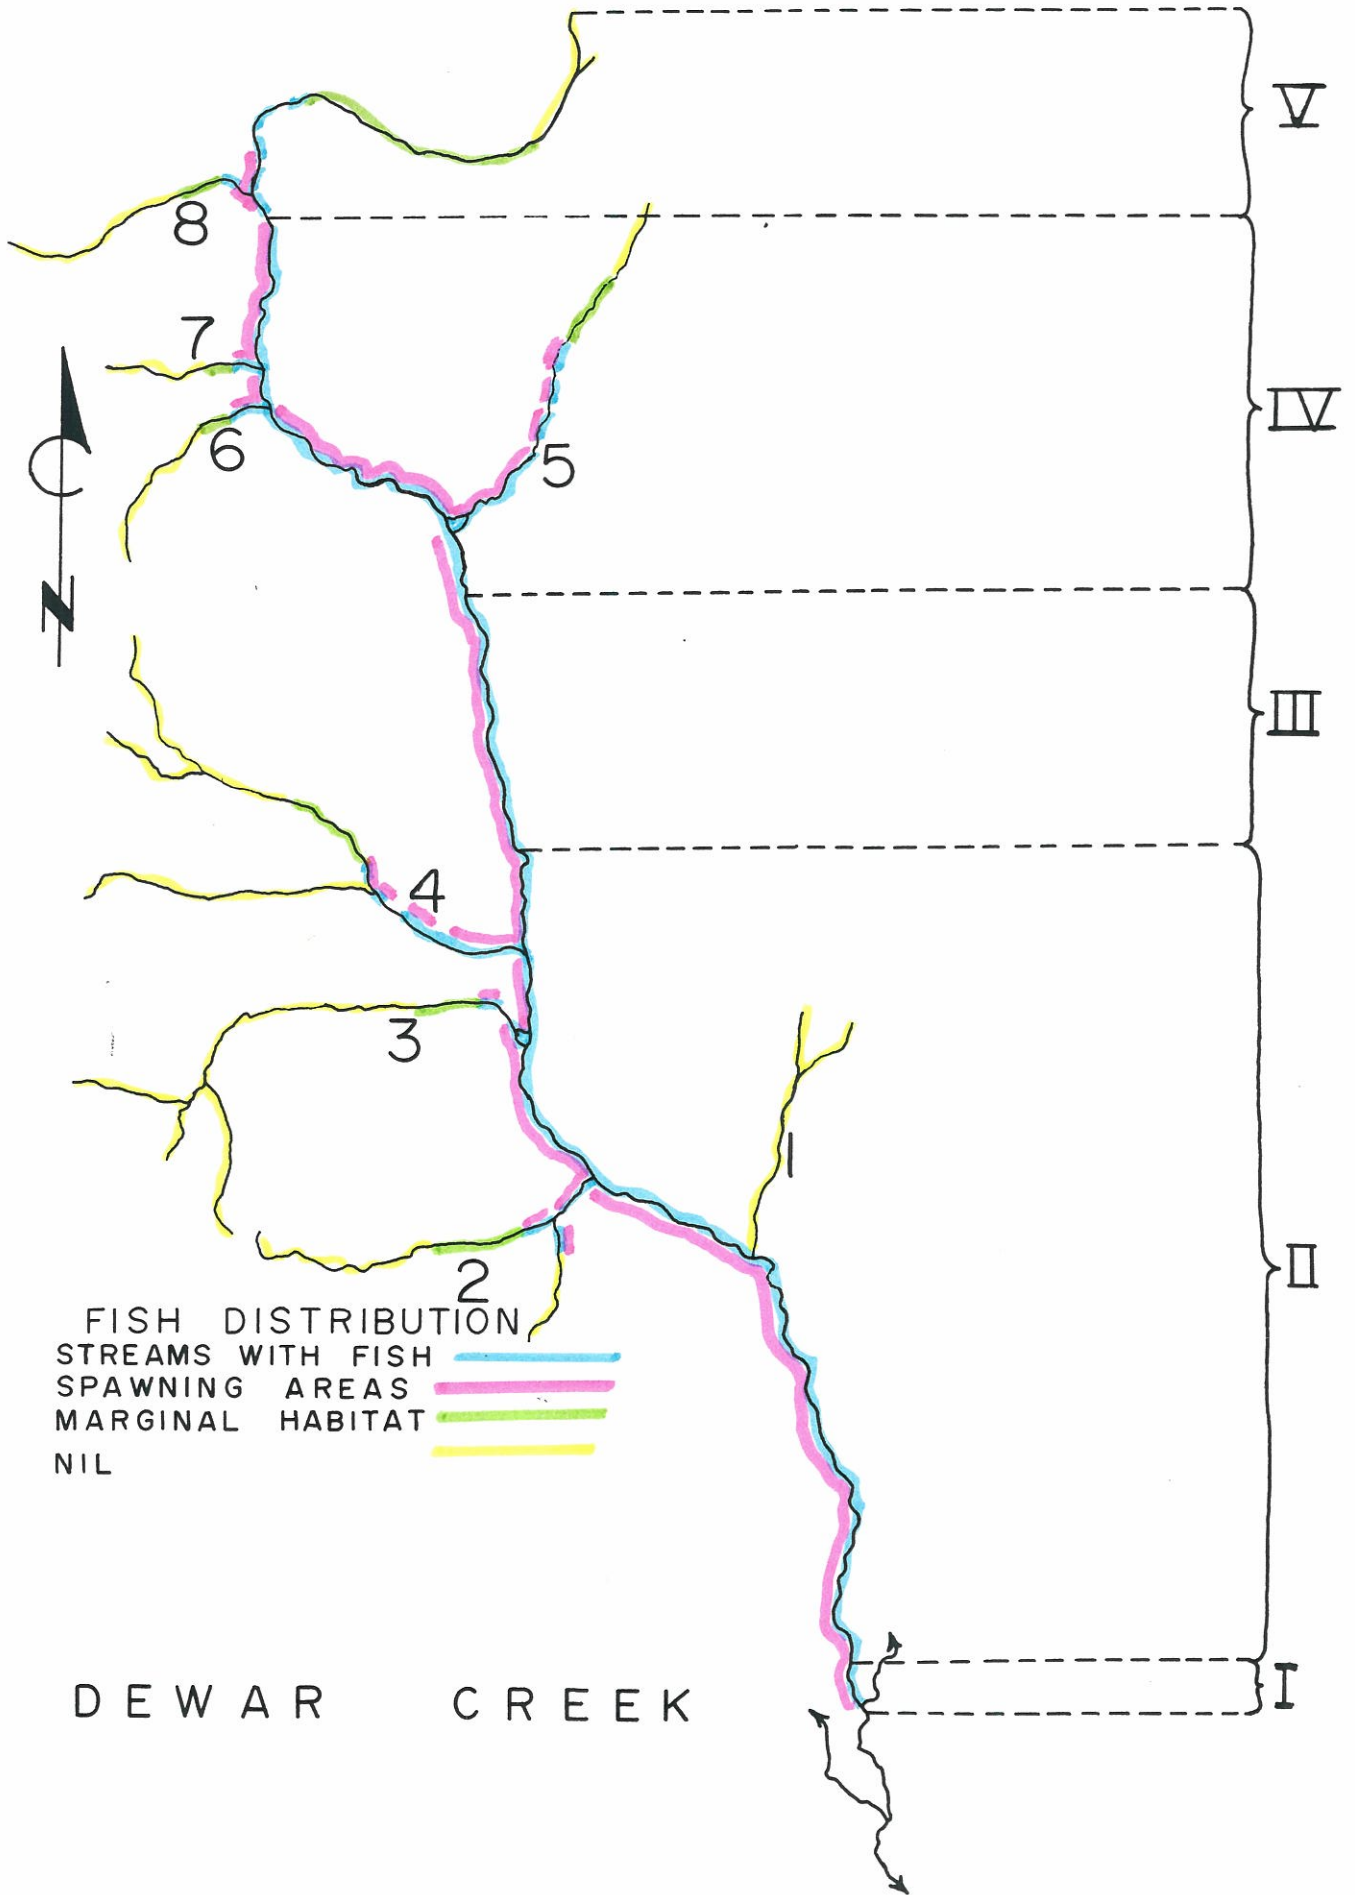 V
8
7
IV
6
5
N
III
4
3
1
II
2
FISH DISTRIBUTION
STREAMS WITH FISH
SPAWNING AREAS
MARGINAL HABITAT
NIL
I
DEWAR CREEK